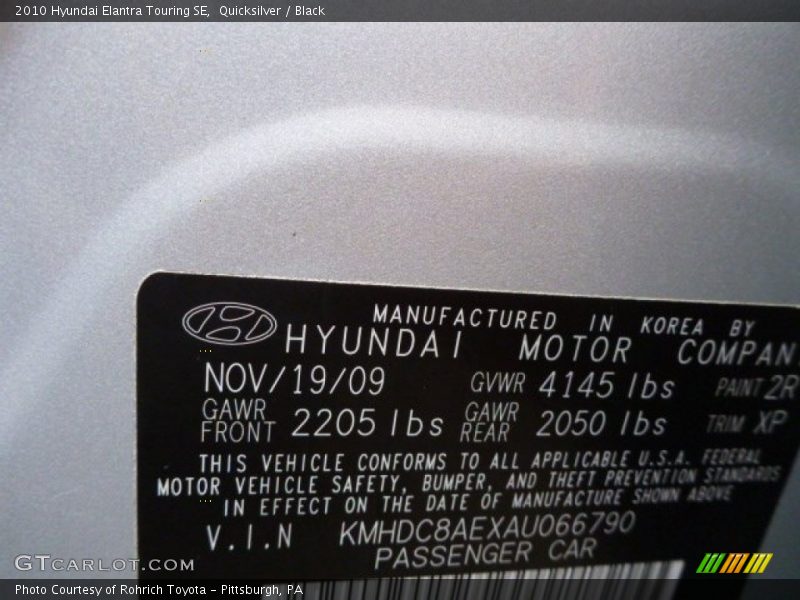 2010 Hyundai Elantra Touring SE, Quicksilver / Black
MANUFACTURED IN KOREA BY
HYUNDAI MOTOR COMPAN
NOV/19/09 GVWR 4145 lbs PAINT 2R
GAWR FRONT 2205 lbs GAWR REAR 2050 lbs TRIM XP
THIS VEHICLE CONFORMS TO ALL APPLICABLE U.S.A. FEDERAL
MOTOR VEHICLE SAFETY, BUMPER, AND THEFT PREVENTION STANDARDS
IN EFFECT ON THE DATE OF MANUFACTURE SHOWN ABOVE
V.I.N KMHDC8AEXAU066790
PASSENGER CAR
GTCARLOT.COM
Photo Courtesy of Rohrich Toyota – Pittsburgh, PA